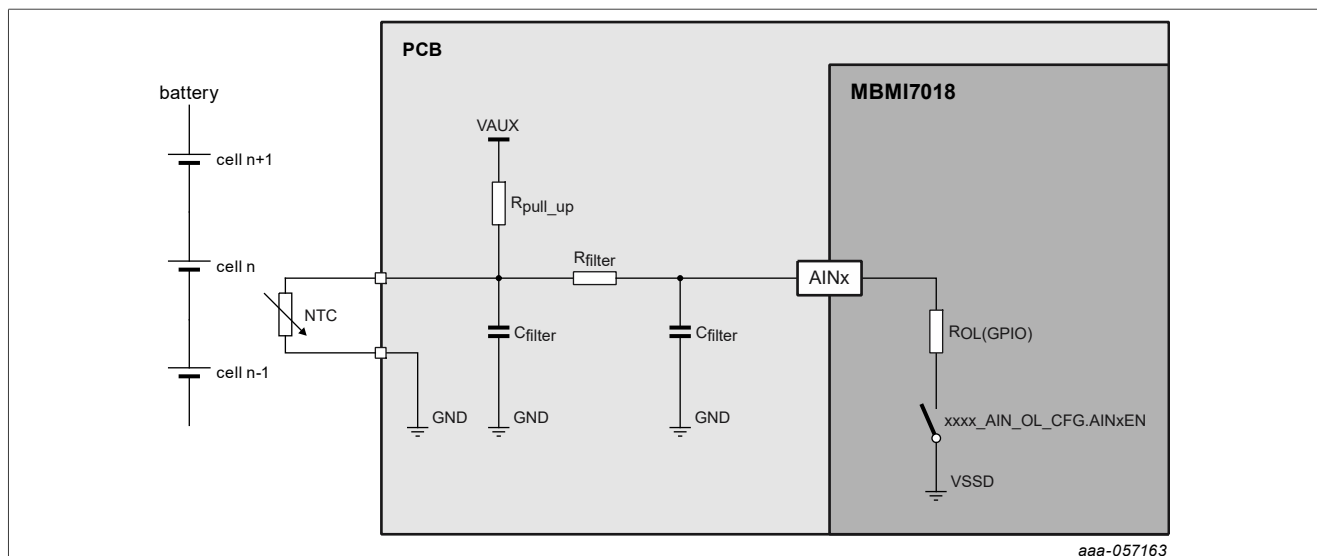 PCB
MBMI7018
battery
VAUX
cell n+1
Rpull_up
Rfilter
cell n
AINx
NTC
Cfilter
Cfilter
ROL(GPIO)
cell n-1
GND
GND
GND
xxxx_AIN_OL_CFG.AINxEN
VSSD
aaa-057163